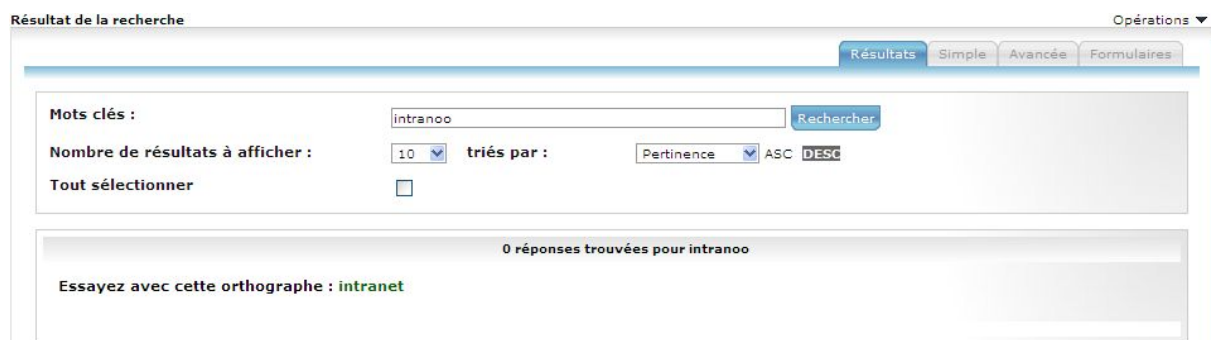 Résultat de la recherche Opérations
Résultats Simple Avancée Formulaires
Mots clés : intranoo Rechercher
Nombre de résultats à afficher : 10 triés par : Pertinence ASC DESC
Tout sélectionner
0 réponses trouvées pour intranoo
Essayez avec cette orthographe : intranet